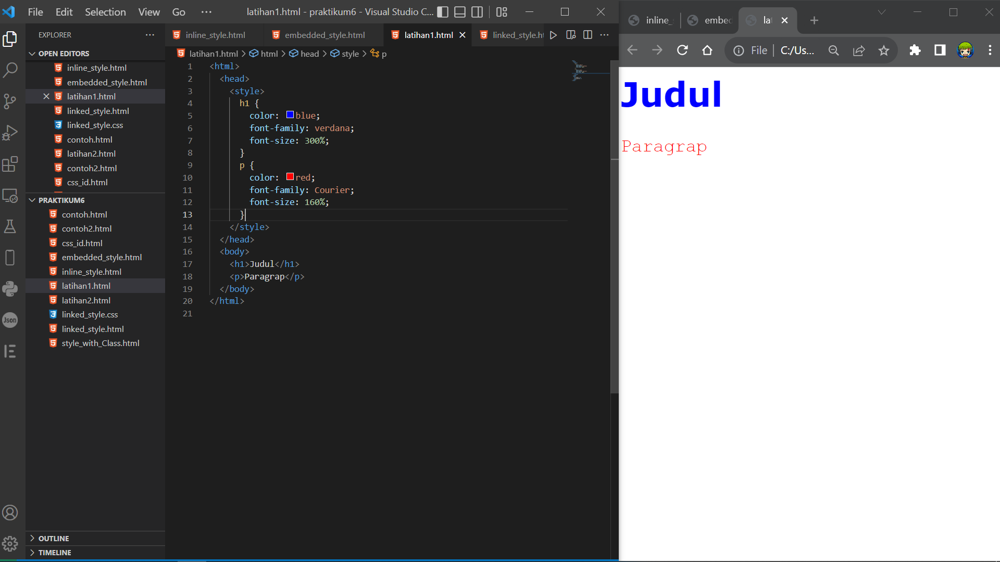 File Edit Selection View Go ··· latihan1.html - praktikum6 - Visual Studio C...
EXPLORER ···
OPEN EDITORS
inline_style.html
embedded_style.html
latihan1.html
linked_style.html
linked_style.css
contoh.html
latihan2.html
contoh2.html
css_id.html
PRAKTIKUM6
contoh.html
contoh2.html
css_id.html
embedded_style.html
inline_style.html
latihan1.html
latihan2.html
linked_style.css
linked_style.html
style_with_Class.html
Json
OUTLINE
TIMELINE
inline_style.html embedded_style.html latihan1.html linked_style.ht
latihan1.html > html > head > style > p
1 <html>
2 <head>
3 <style>
4 h1 {
5 color: blue;
6 font-family: verdana;
7 font-size: 300%;
8 }
9 p {
10 color: red;
11 font-family: Courier;
12 font-size: 160%;
13 }
14 </style>
15 </head>
16 <body>
17 <h1>Judul</h1>
18 <p>Paragrap</p>
19 </body>
20 </html>
21
inline_ embed lat
File C:/Us...
Judul
Paragrap